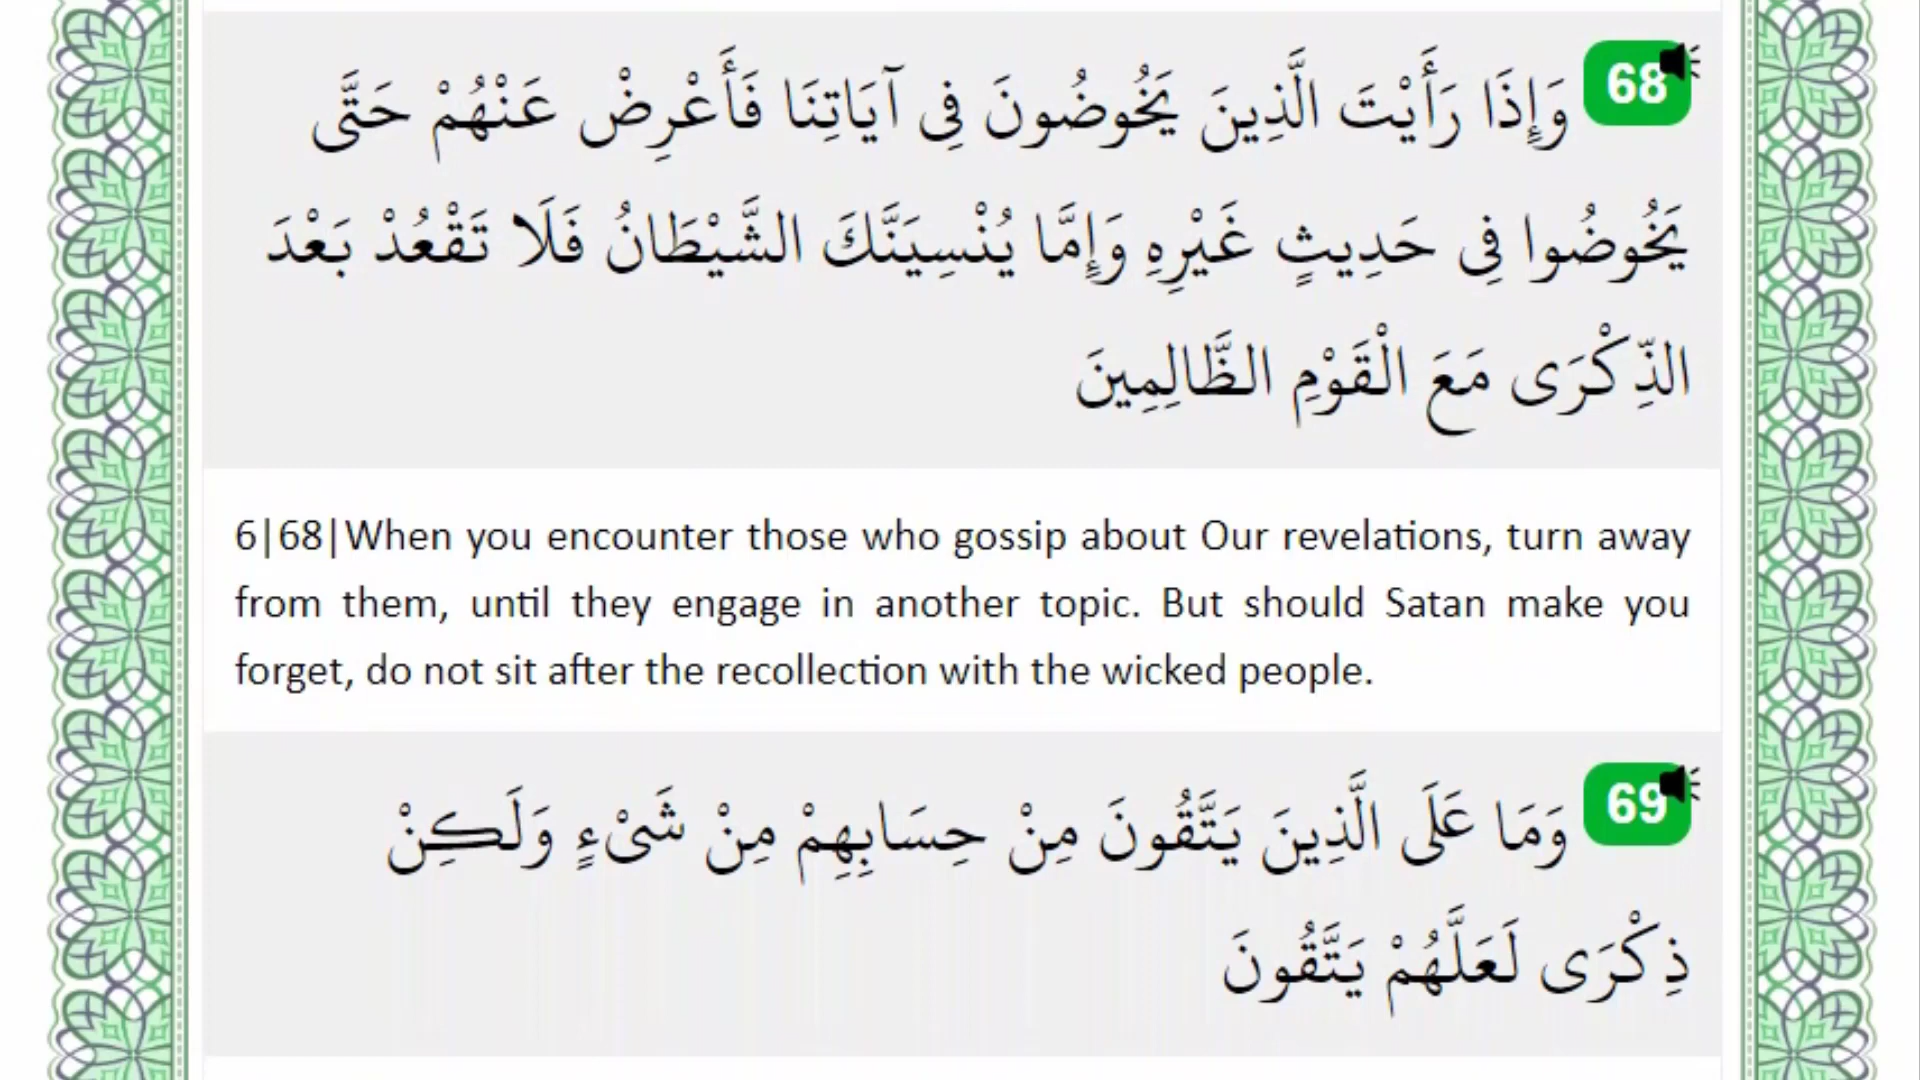 68 وَإِذَا رَأَيْتَ الَّذِينَ يَخُوضُونَ فِى آيَاتِنَا فَأَعْرِضْ عَنْهُمْ حَتَّى
يَخُوضُوا فِى حَدِيثٍ غَيْرِهِ وَإِمَّا يُنْسِيَنَّكَ الشَّيْطَانُ فَلَا تَقْعُدْ بَعْدَ
الذِّكْرَى مَعَ الْقَوْمِ الظَّالِمِينَ
6|68|When you encounter those who gossip about Our revelations, turn away
from them, until they engage in another topic. But should Satan make you
forget, do not sit after the recollection with the wicked people.
69 وَمَا عَلَى الَّذِينَ يَتَّقُونَ مِنْ حِسَابِهِمْ مِنْ شَىْءٍ وَلَكِنْ
ذِكْرَى لَعَلَّهُمْ يَتَّقُونَ